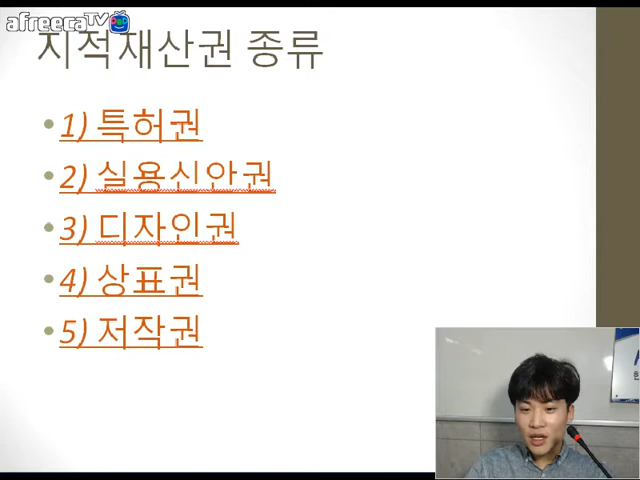 afreecaTV
지적재산권 종류
• 1) 특허권
• 2) 실용신안권
• 3) 디자인권
• 4) 상표권
• 5) 저작권